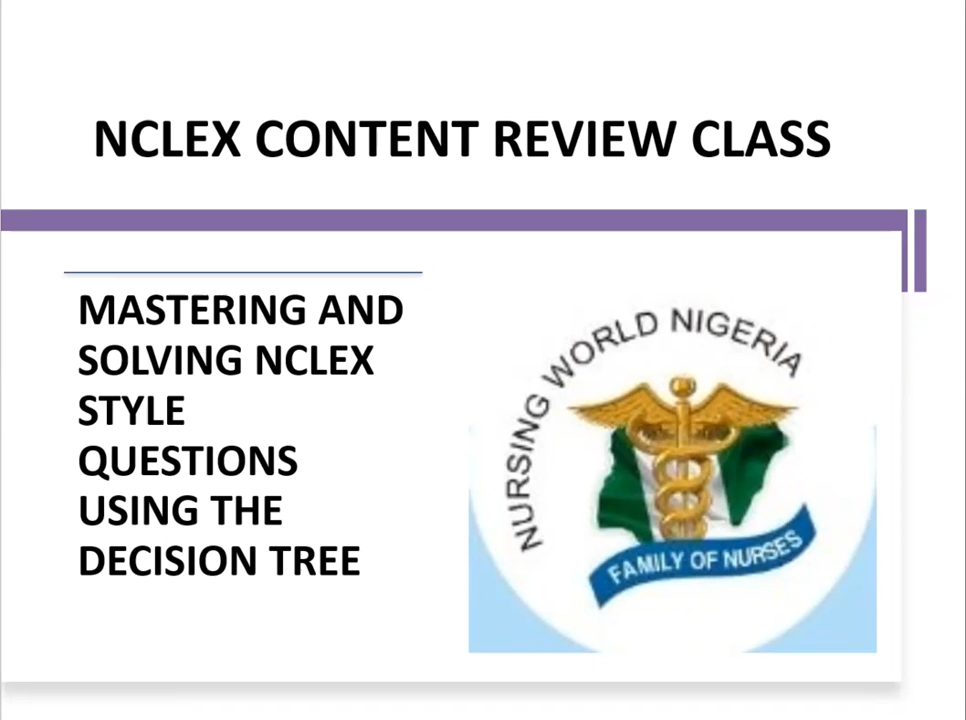 NCLEX CONTENT REVIEW CLASS
MASTERING AND
SOLVING NCLEX
STYLE
QUESTIONS
USING THE
DECISION TREE
NURSING WORLD NIGERIA
FAMILY OF NURSES